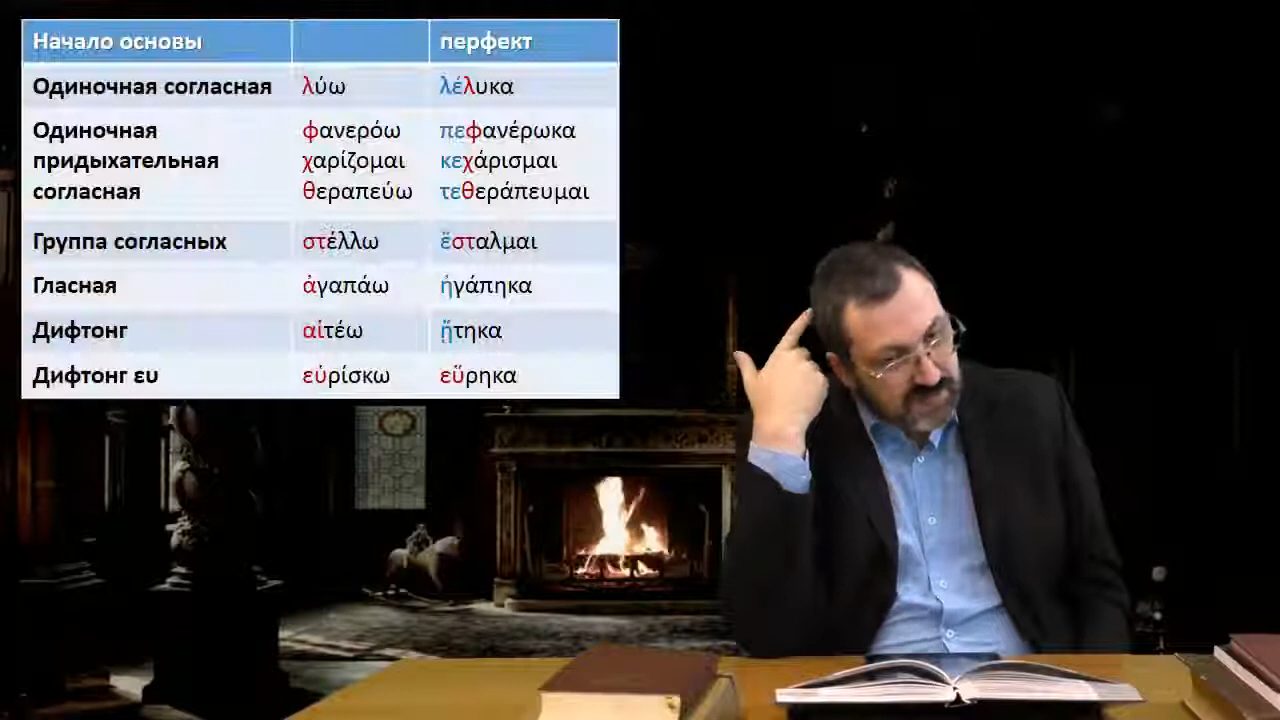 Начало основы перфект
Одиночная согласная λύω λέλυκα
Одиночная φανερόω πεφανέρωκα
придыхательная χαρίζομαι κεχάρισμαι
согласная θεραπεύω τεθεράπευμαι
Группа согласных στέλλω ἔσταλμαι
Гласная ἀγαπάω ἠγάπηκα
Дифтонг αἰτέω ᾔτηκα
Дифтонг ευ εὑρίσκω εὕρηκα